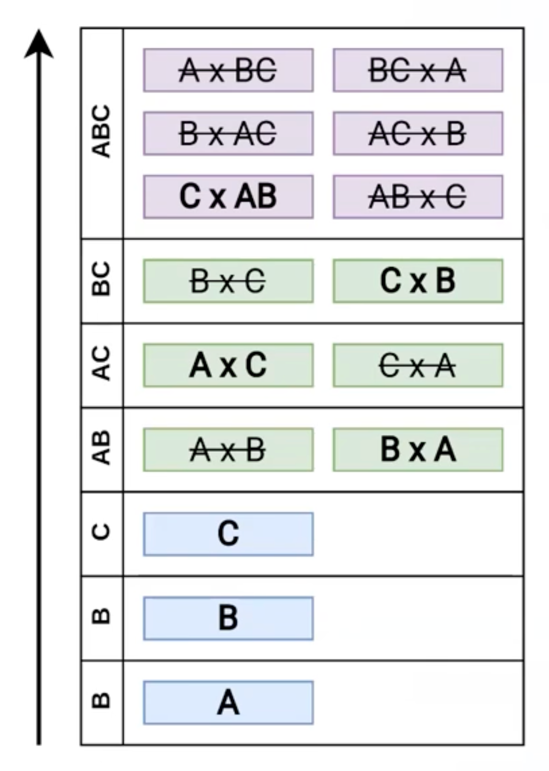 ABC
A x BC BC x A
B x AC AC x B
C x AB AB x C
BC
B x C C x B
AC
A x C C x A
AB
A x B B x A
C
C
B
B
B
A